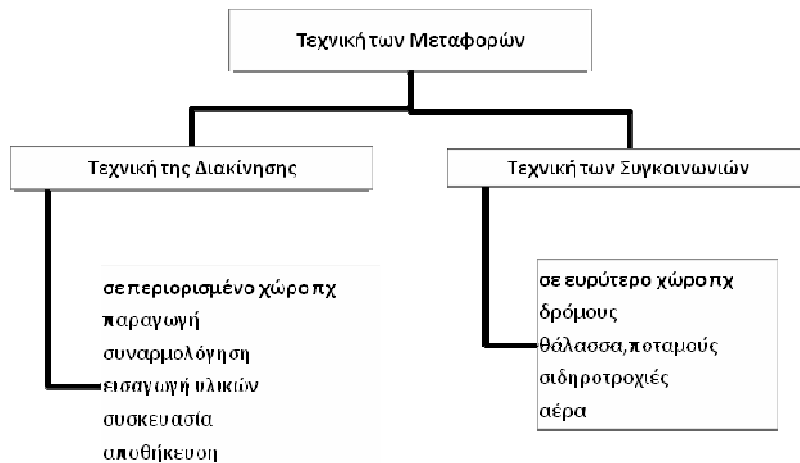 Τεχνική των Μεταφορών
Τεχνική της Διακίνησης
Τεχνική των Συγκοινωνιών
σε περιορισμένο χώρο πχ
παραγωγή
συναρμολόγηση
εισαγωγή υλικών
συσκευασία
αποθήκευση
σε ευρύτερο χώρο πχ
δρόμους
θάλασσα,ποταμούς
σιδηροτροχιές
αέρα